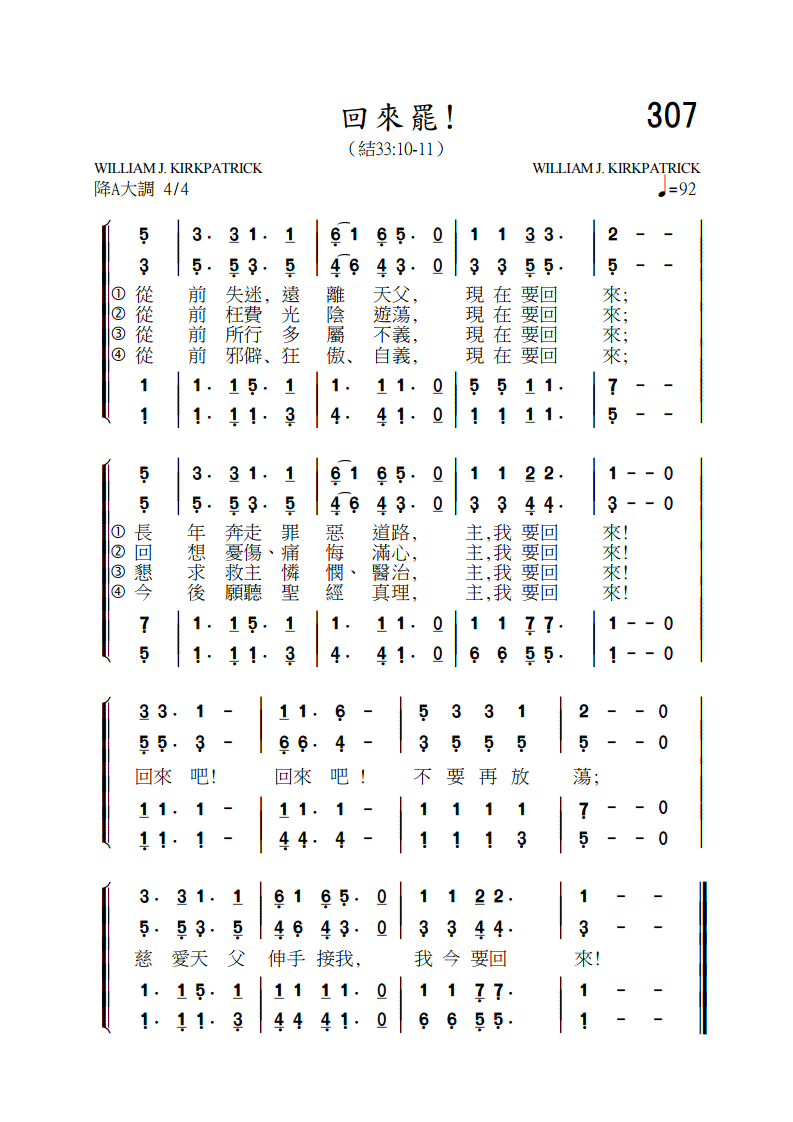 回來罷! 307
(結33:10-11)
WILLIAM J. KIRKPATRICK WILLIAM J. KIRKPATRICK
降A大調 4/4 ♩=92
5̣ | 3. 3 1. 1 | 6̣ 1 6̣ 5̣. 0 | 1 1 3 3. | 2 - -
3̣ | 5̣. 5̣ 3̣. 5̣ | 4̣ 6̣ 4̣ 3̣. 0 | 3̣ 3̣ 5̣ 5̣. | 5̣ - -
① 從 前 失迷, 遠 離 天父, 現 在 要回 來;
② 從 前 枉費 光 陰 遊蕩, 現 在 要回 來;
③ 從 前 所行 多 屬 不義, 現 在 要回 來;
④ 從 前 邪僻、狂 傲、自義, 現 在 要回 來;
1 | 1. 1 5̣. 1 | 1. 1 1. 0 | 5̣ 5̣ 1 1. | 7̣ - -
1̣ | 1̣. 1̣ 1̣. 3̣ | 4̣. 4̣ 1̣. 0 | 1̣ 1̣ 1̣ 1̣. | 5̣ - -
5̣ | 3. 3 1. 1 | 6̣ 1 6̣ 5̣. 0 | 1 1 2 2. | 1 - - 0
5̣ | 5̣. 5̣ 3̣. 5̣ | 4̣ 6̣ 4̣ 3̣. 0 | 3̣ 3̣ 4̣ 4̣. | 3̣ - - 0
① 長 年 奔走 罪 惡 道路, 主,我 要回 來!
② 回 想 憂傷、痛 悔 滿心, 主,我 要回 來!
③ 懇 求 救主 憐 憫、醫治, 主,我 要回 來!
④ 今 後 願聽 聖 經 真理, 主,我 要回 來!
7̣ | 1. 1 5̣. 1 | 1. 1 1. 0 | 1 1 7̣ 7̣. | 1 - - 0
5̣ | 1̣. 1̣ 1̣. 3̣ | 4̣. 4̣ 1̣. 0 | 6̣ 6̣ 5̣ 5̣. | 1̣ - - 0
3 3. 1 - | 1 1. 6̣ - | 5̣ 3 3 1 | 2 - - 0
5̣ 5̣. 3̣ - | 6̣ 6̣. 4̣ - | 3̣ 5̣ 5̣ 5̣ | 5̣ - - 0
回來 吧! 回來 吧! 不 要 再 放 蕩;
1 1. 1 - | 1 1. 1 - | 1 1 1 1 | 7̣ - - 0
1̣ 1̣. 1̣ - | 4̣ 4̣. 4̣ - | 1̣ 1̣ 1̣ 3̣ | 5̣ - - 0
3. 3 1. 1 | 6̣ 1 6̣ 5̣. 0 | 1 1 2 2. | 1 - -
5̣. 5̣ 3̣. 5̣ | 4̣ 6̣ 4̣ 3̣. 0 | 3̣ 3̣ 4̣ 4̣. | 3̣ - -
慈 愛天 父 伸手 接我, 我 今 要回 來!
1. 1 5̣. 1 | 1 1 1 1. 0 | 1 1 7̣ 7̣. | 1 - -
1̣. 1̣ 1̣. 3̣ | 4̣ 4̣ 4̣ 1̣. 0 | 6̣ 6̣ 5̣ 5̣. | 1̣ - -